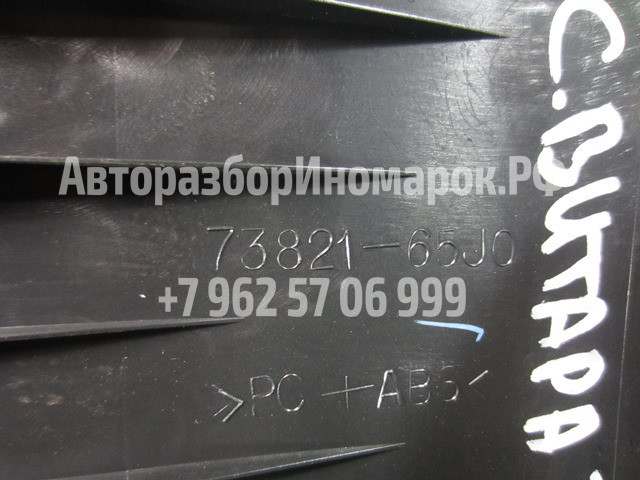 АвторазборИномарок.РФ
73821-65J0
+7 962 57 06 999
>PC+ABS<
С.ВИТАРА